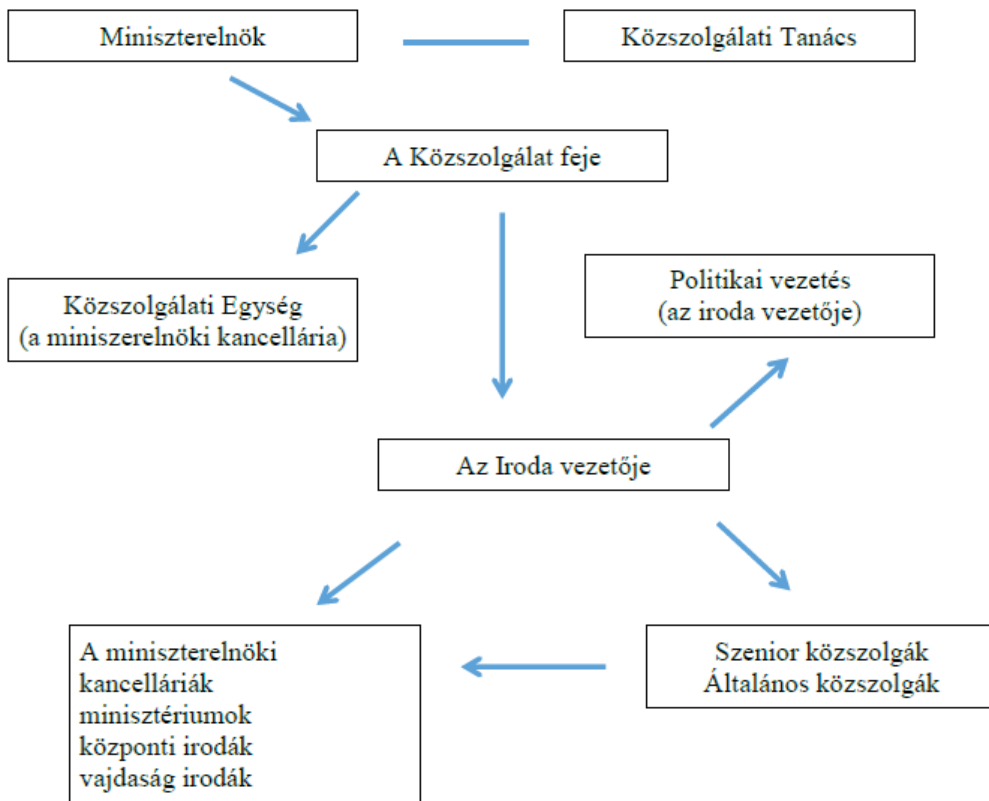 Miniszterelnök
Közszolgálati Tanács
A Közszolgálat feje
Közszolgálati Egység
(a miniszerelnöki kancellária)
Politikai vezetés
(az iroda vezetője)
Az Iroda vezetője
A miniszterelnöki
kancelláriák
minisztériumok
központi irodák
vajdaság irodák
Szenior közszolgák
Általános közszolgák